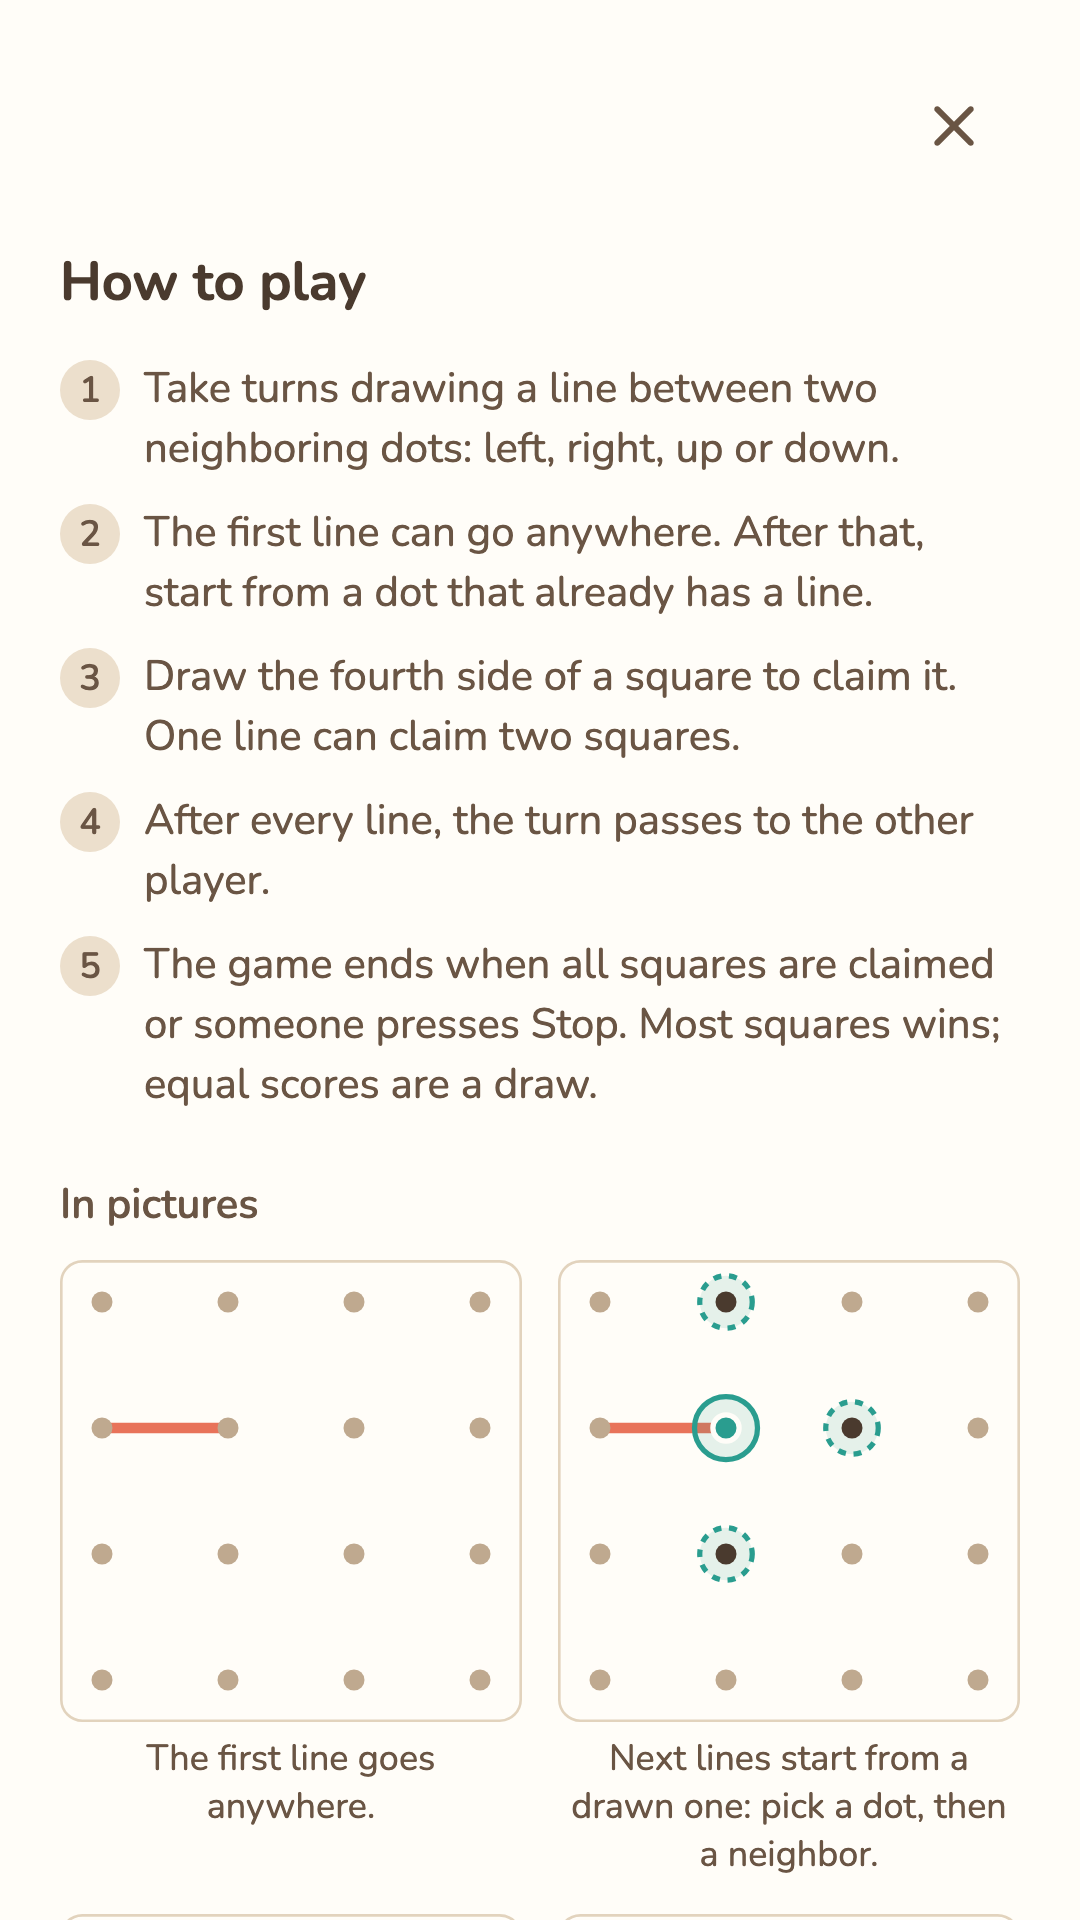 How to play
1 Take turns drawing a line between two
neighboring dots: left, right, up or down.
2 The first line can go anywhere. After that,
start from a dot that already has a line.
3 Draw the fourth side of a square to claim it.
One line can claim two squares.
4 After every line, the turn passes to the other
player.
5 The game ends when all squares are claimed
or someone presses Stop. Most squares wins;
equal scores are a draw.
In pictures
The first line goes
anywhere.
Next lines start from a
drawn one: pick a dot, then
a neighbor.